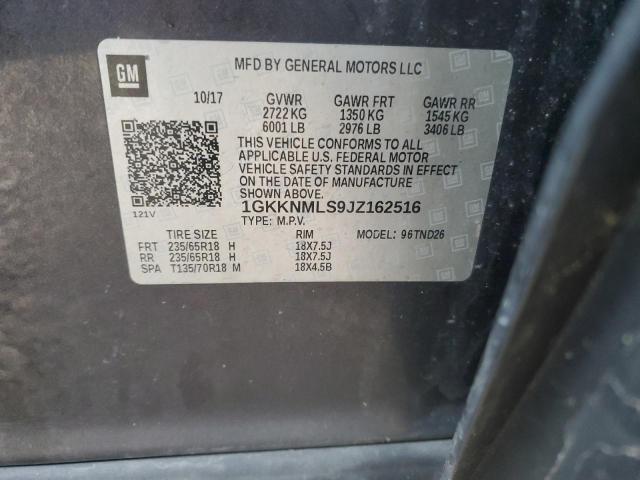 GM
MFD BY GENERAL MOTORS LLC
10/17 GVWR GAWR FRT GAWR RR
2722 KG 1350 KG 1545 KG
6001 LB 2976 LB 3406 LB
THIS VEHICLE CONFORMS TO ALL
APPLICABLE U.S. FEDERAL MOTOR
VEHICLE SAFETY STANDARDS IN EFFECT
ON THE DATE OF MANUFACTURE
SHOWN ABOVE.
121V 1GKKNMLS9JZ162516
TYPE: M.P.V.
TIRE SIZE RIM MODEL: 96TND26
FRT 235/65R18 H 18X7.5J
RR 235/65R18 H 18X7.5J
SPA T135/70R18 M 18X4.5B